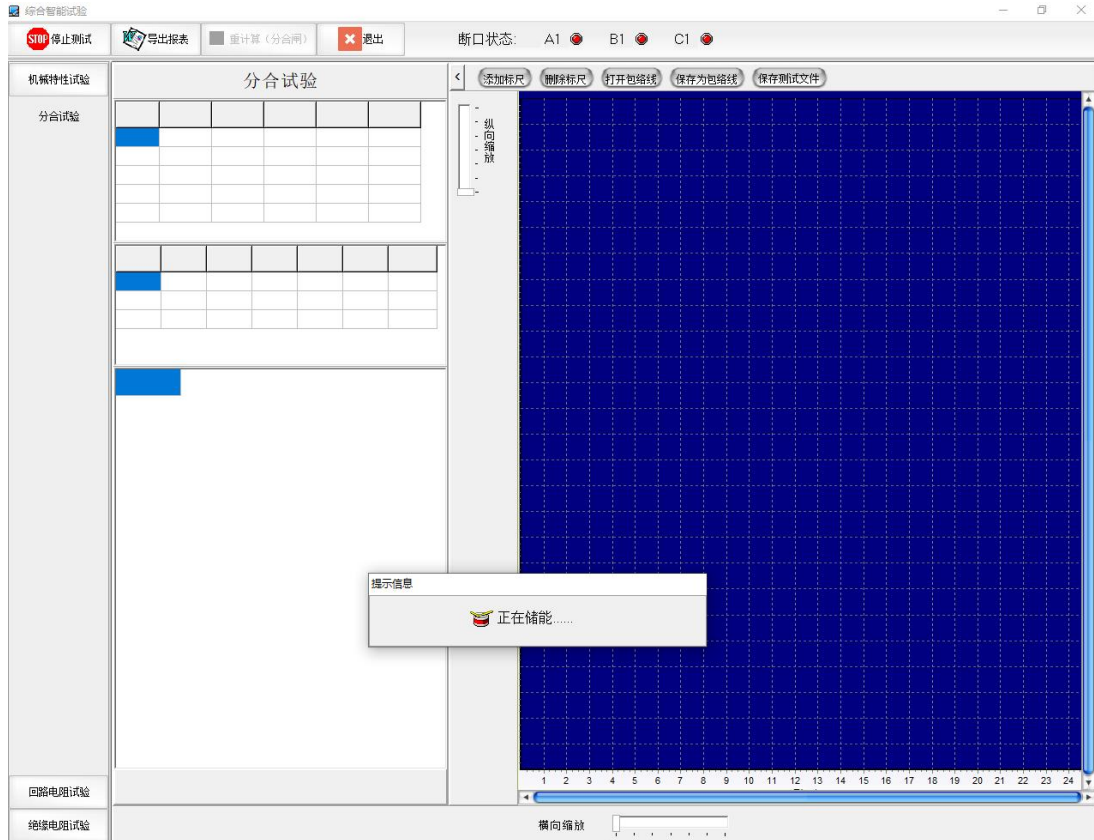 综合智能试验
STOP 停止测试 导出报表 重计算（分合闸） 退出 断口状态: A1 B1 C1
机械特性试验
分合试验
分合试验
< 添加标尺 删除标尺 打开包络线 保存为包络线 保存测试文件
纵向缩放
提示信息
正在储能......
1 2 3 4 5 6 7 8 9 10 11 12 13 14 15 16 17 18 19 20 21 22 23 24
回路电阻试验
绝缘电阻试验
横向缩放